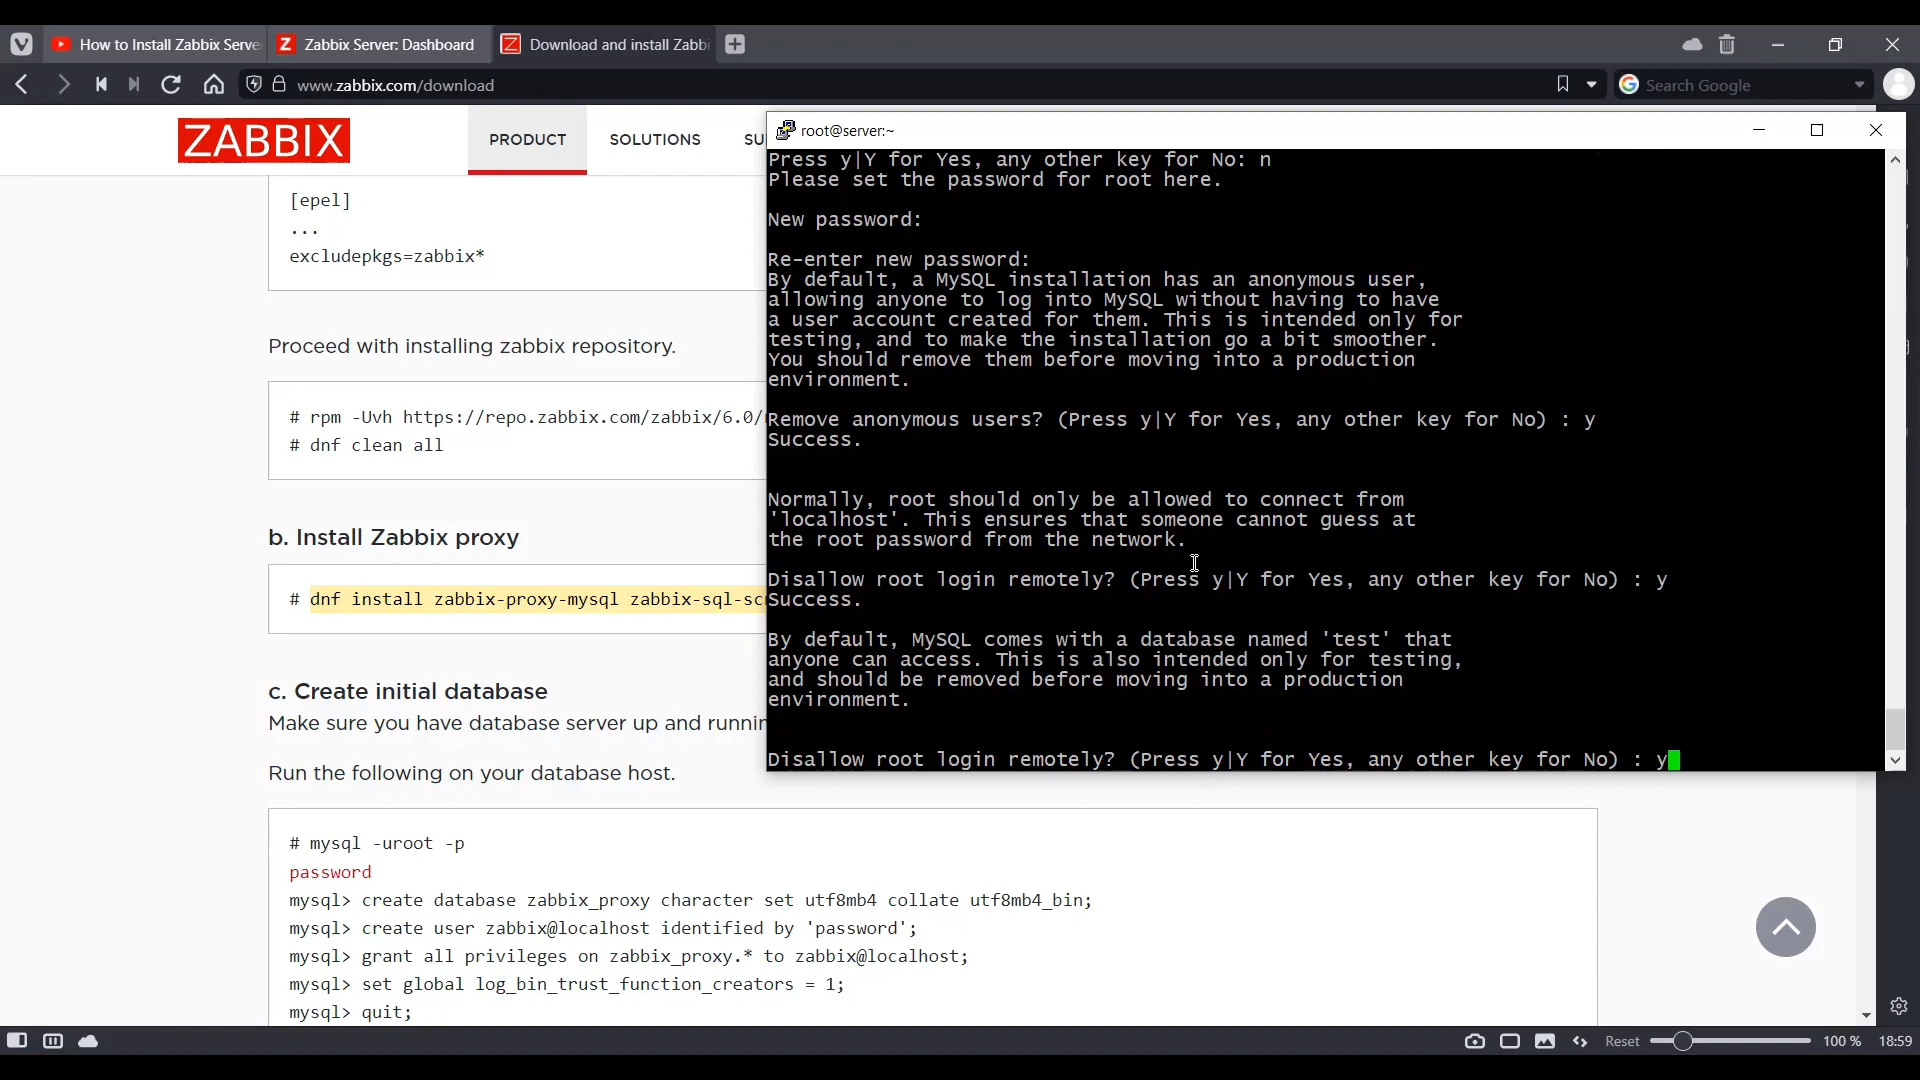 How to Install Zabbix Serve
Zabbix Server: Dashboard
Download and install Zabbi
www.zabbix.com/download
Search Google
ZABBIX
PRODUCT
SOLUTIONS
SU
[epel]
...
excludepkgs=zabbix*
Proceed with installing zabbix repository.
# rpm -Uvh https://repo.zabbix.com/zabbix/6.0/
# dnf clean all
b. Install Zabbix proxy
# dnf install zabbix-proxy-mysql zabbix-sql-sc
c. Create initial database
Make sure you have database server up and runnin
Run the following on your database host.
# mysql -uroot -p
password
mysql> create database zabbix_proxy character set utf8mb4 collate utf8mb4_bin;
mysql> create user zabbix@localhost identified by 'password';
mysql> grant all privileges on zabbix_proxy.* to zabbix@localhost;
mysql> set global log_bin_trust_function_creators = 1;
mysql> quit;
root@server:~
Press y|Y for Yes, any other key for No: n
Please set the password for root here.
New password:
Re-enter new password:
By default, a MySQL installation has an anonymous user,
allowing anyone to log into MySQL without having to have
a user account created for them. This is intended only for
testing, and to make the installation go a bit smoother.
You should remove them before moving into a production
environment.
Remove anonymous users? (Press y|Y for Yes, any other key for No) : y
Success.
Normally, root should only be allowed to connect from
'localhost'. This ensures that someone cannot guess at
the root password from the network.
Disallow root login remotely? (Press y|Y for Yes, any other key for No) : y
Success.
By default, MySQL comes with a database named 'test' that
anyone can access. This is also intended only for testing,
and should be removed before moving into a production
environment.
Disallow root login remotely? (Press y|Y for Yes, any other key for No) : y
Reset
100 %
18:59